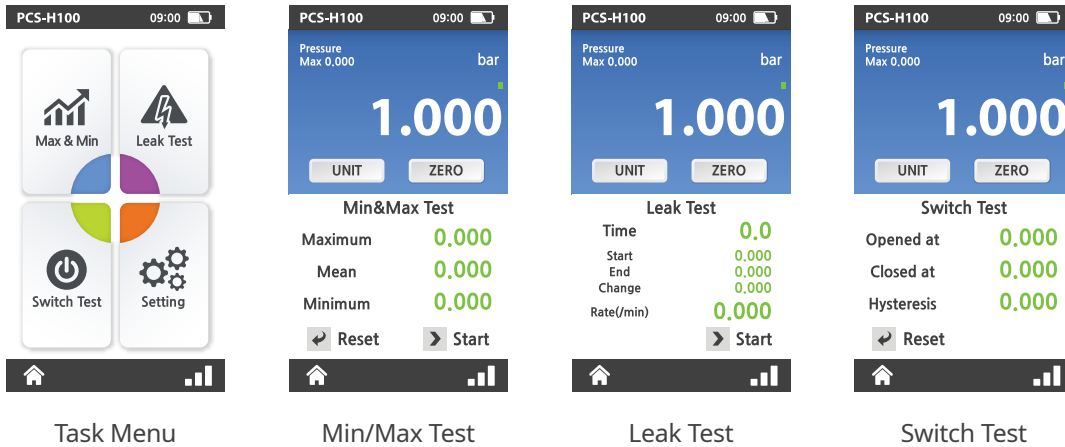 PCS-H100 09:00
Max & Min
Leak Test
Switch Test
Setting
Task Menu
PCS-H100 09:00
Pressure
Max 0.000 bar
1.000
UNIT ZERO
Min&Max Test
Maximum 0.000
Mean 0.000
Minimum 0.000
Reset Start
Min/Max Test
PCS-H100 09:00
Pressure
Max 0.000 bar
1.000
UNIT ZERO
Leak Test
Time 0.0
Start 0.000
End 0.000
Change 0.000
Rate(/min) 0.000
Start
Leak Test
PCS-H100 09:00
Pressure
Max 0.000 bar
1.000
UNIT ZERO
Switch Test
Opened at 0.000
Closed at 0.000
Hysteresis 0.000
Reset
Switch Test